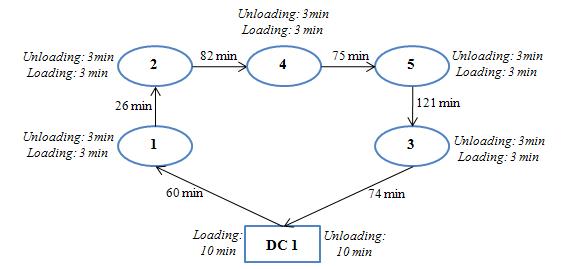 Unloading: 3min
Loading: 3 min
Unloading: 3min
Loading: 3 min
2
82 min
4
75 min
5
Unloading: 3min
Loading: 3 min
26 min
121 min
Unloading: 3min
Loading: 3 min
1
3
Unloading: 3min
Loading: 3 min
60 min
74 min
Loading:
10 min
DC 1
Unloading:
10 min